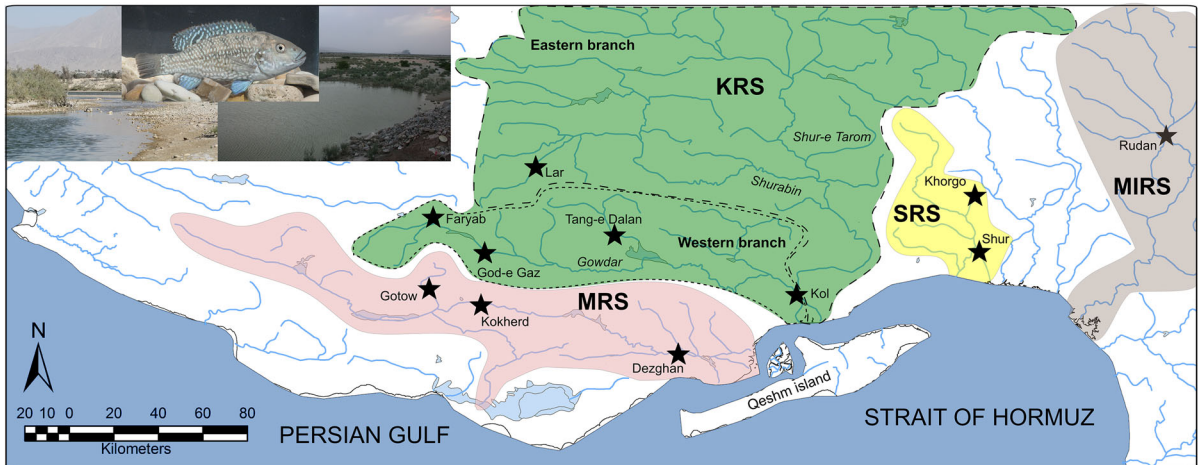 Eastern branch
KRS
Shur-e Tarom
Rudan
Lar
Shurabin
Khorgo
MIRS
SRS
Faryab
Tang-e Dalan
Western branch
Shur
God-e Gaz
Gowdar
Gotow
Kol
MRS
Kokherd
N
Dezghan
Qeshm island
20 10 0 20 40 60 80
Kilometers
PERSIAN GULF
STRAIT OF HORMUZ